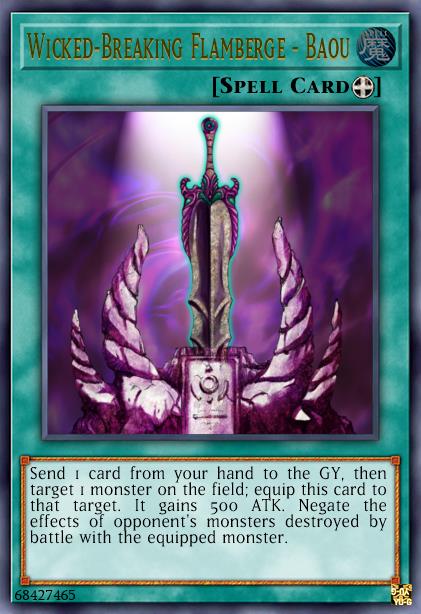 Wicked-Breaking Flamberge - Baou
魔
[Spell Card]
Send 1 card from your hand to the GY, then
target 1 monster on the field; equip this card to
that target. It gains 500 ATK. Negate the
effects of opponent's monsters destroyed by
battle with the equipped monster.
68427465